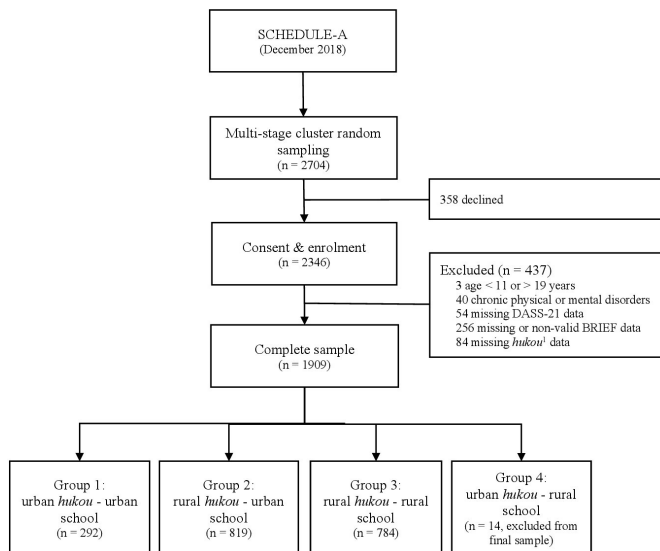 SCHEDULE-A
(December 2018)
Multi-stage cluster random
sampling
(n = 2704)
358 declined
Consent & enrolment
(n = 2346)
Excluded (n = 437)
3 age < 11 or > 19 years
40 chronic physical or mental disorders
54 missing DASS-21 data
256 missing or non-valid BRIEF data
84 missing hukou¹ data
Complete sample
(n = 1909)
Group 1:
urban hukou - urban
school
(n = 292)
Group 2:
rural hukou - urban
school
(n = 819)
Group 3:
rural hukou - rural
school
(n = 784)
Group 4:
urban hukou - rural
school
(n = 14, excluded from
final sample)